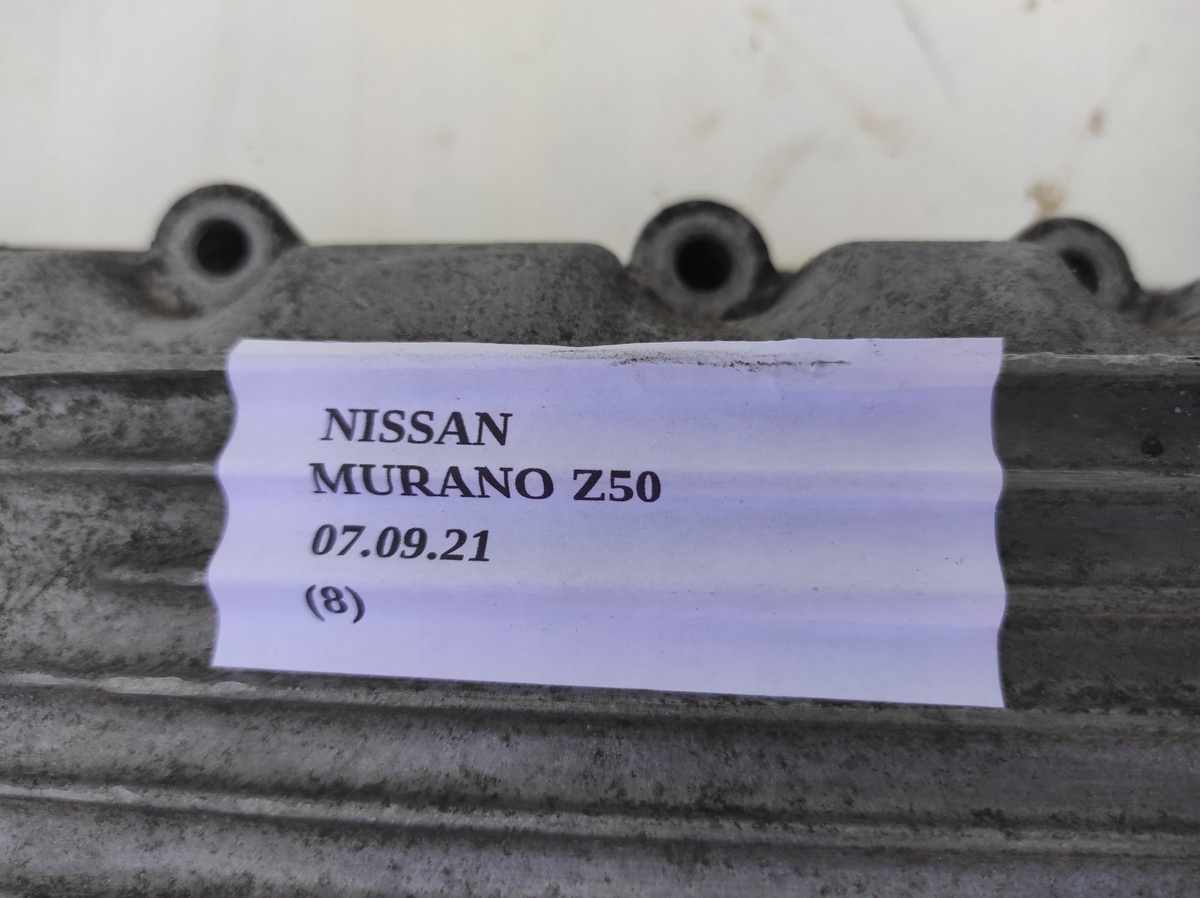 NISSAN
MURANO Z50
07.09.21
(8)